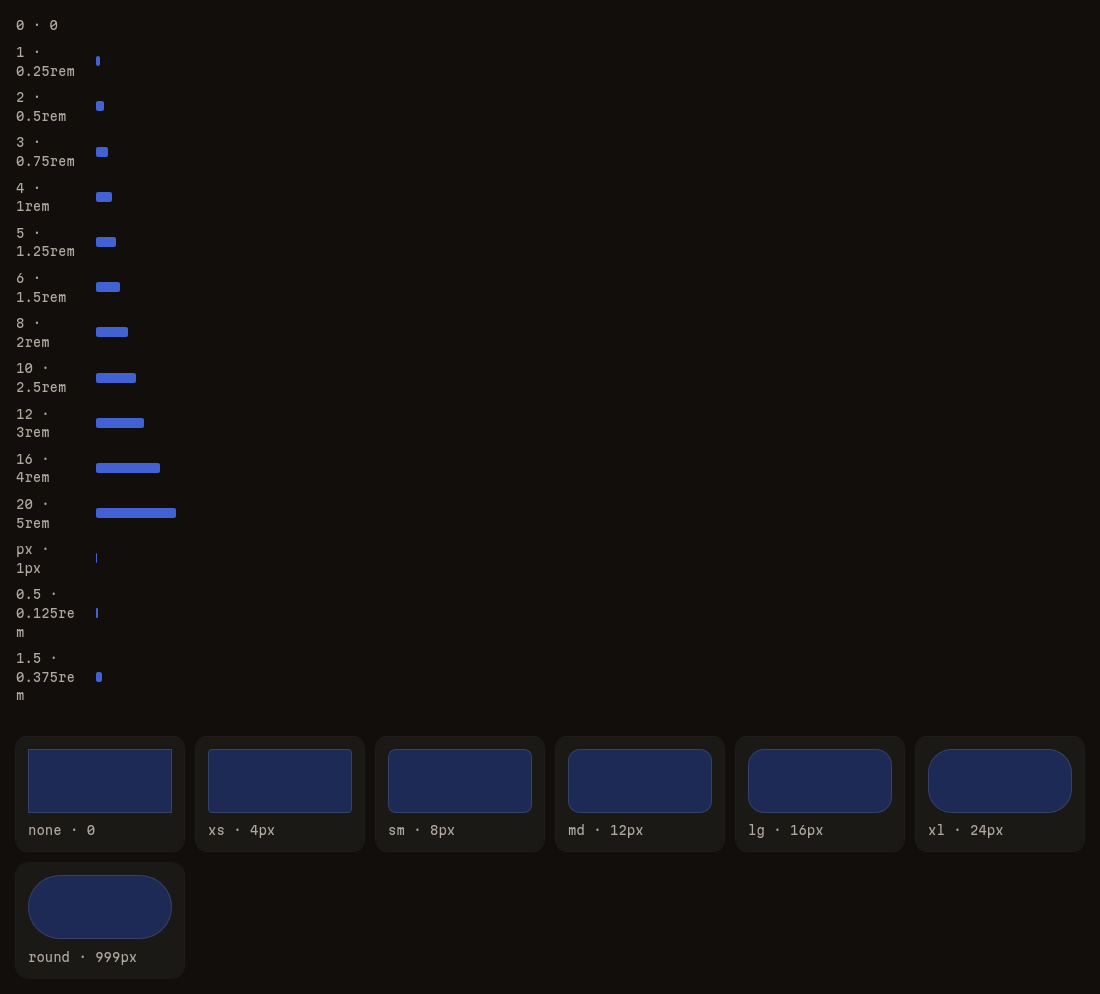 0 · 0
1 ·
0.25rem
2 ·
0.5rem
3 ·
0.75rem
4 ·
1rem
5 ·
1.25rem
6 ·
1.5rem
8 ·
2rem
10 ·
2.5rem
12 ·
3rem
16 ·
4rem
20 ·
5rem
px ·
1px
0.5 ·
0.125re
m
1.5 ·
0.375re
m
none · 0
xs · 4px
sm · 8px
md · 12px
lg · 16px
xl · 24px
round · 999px